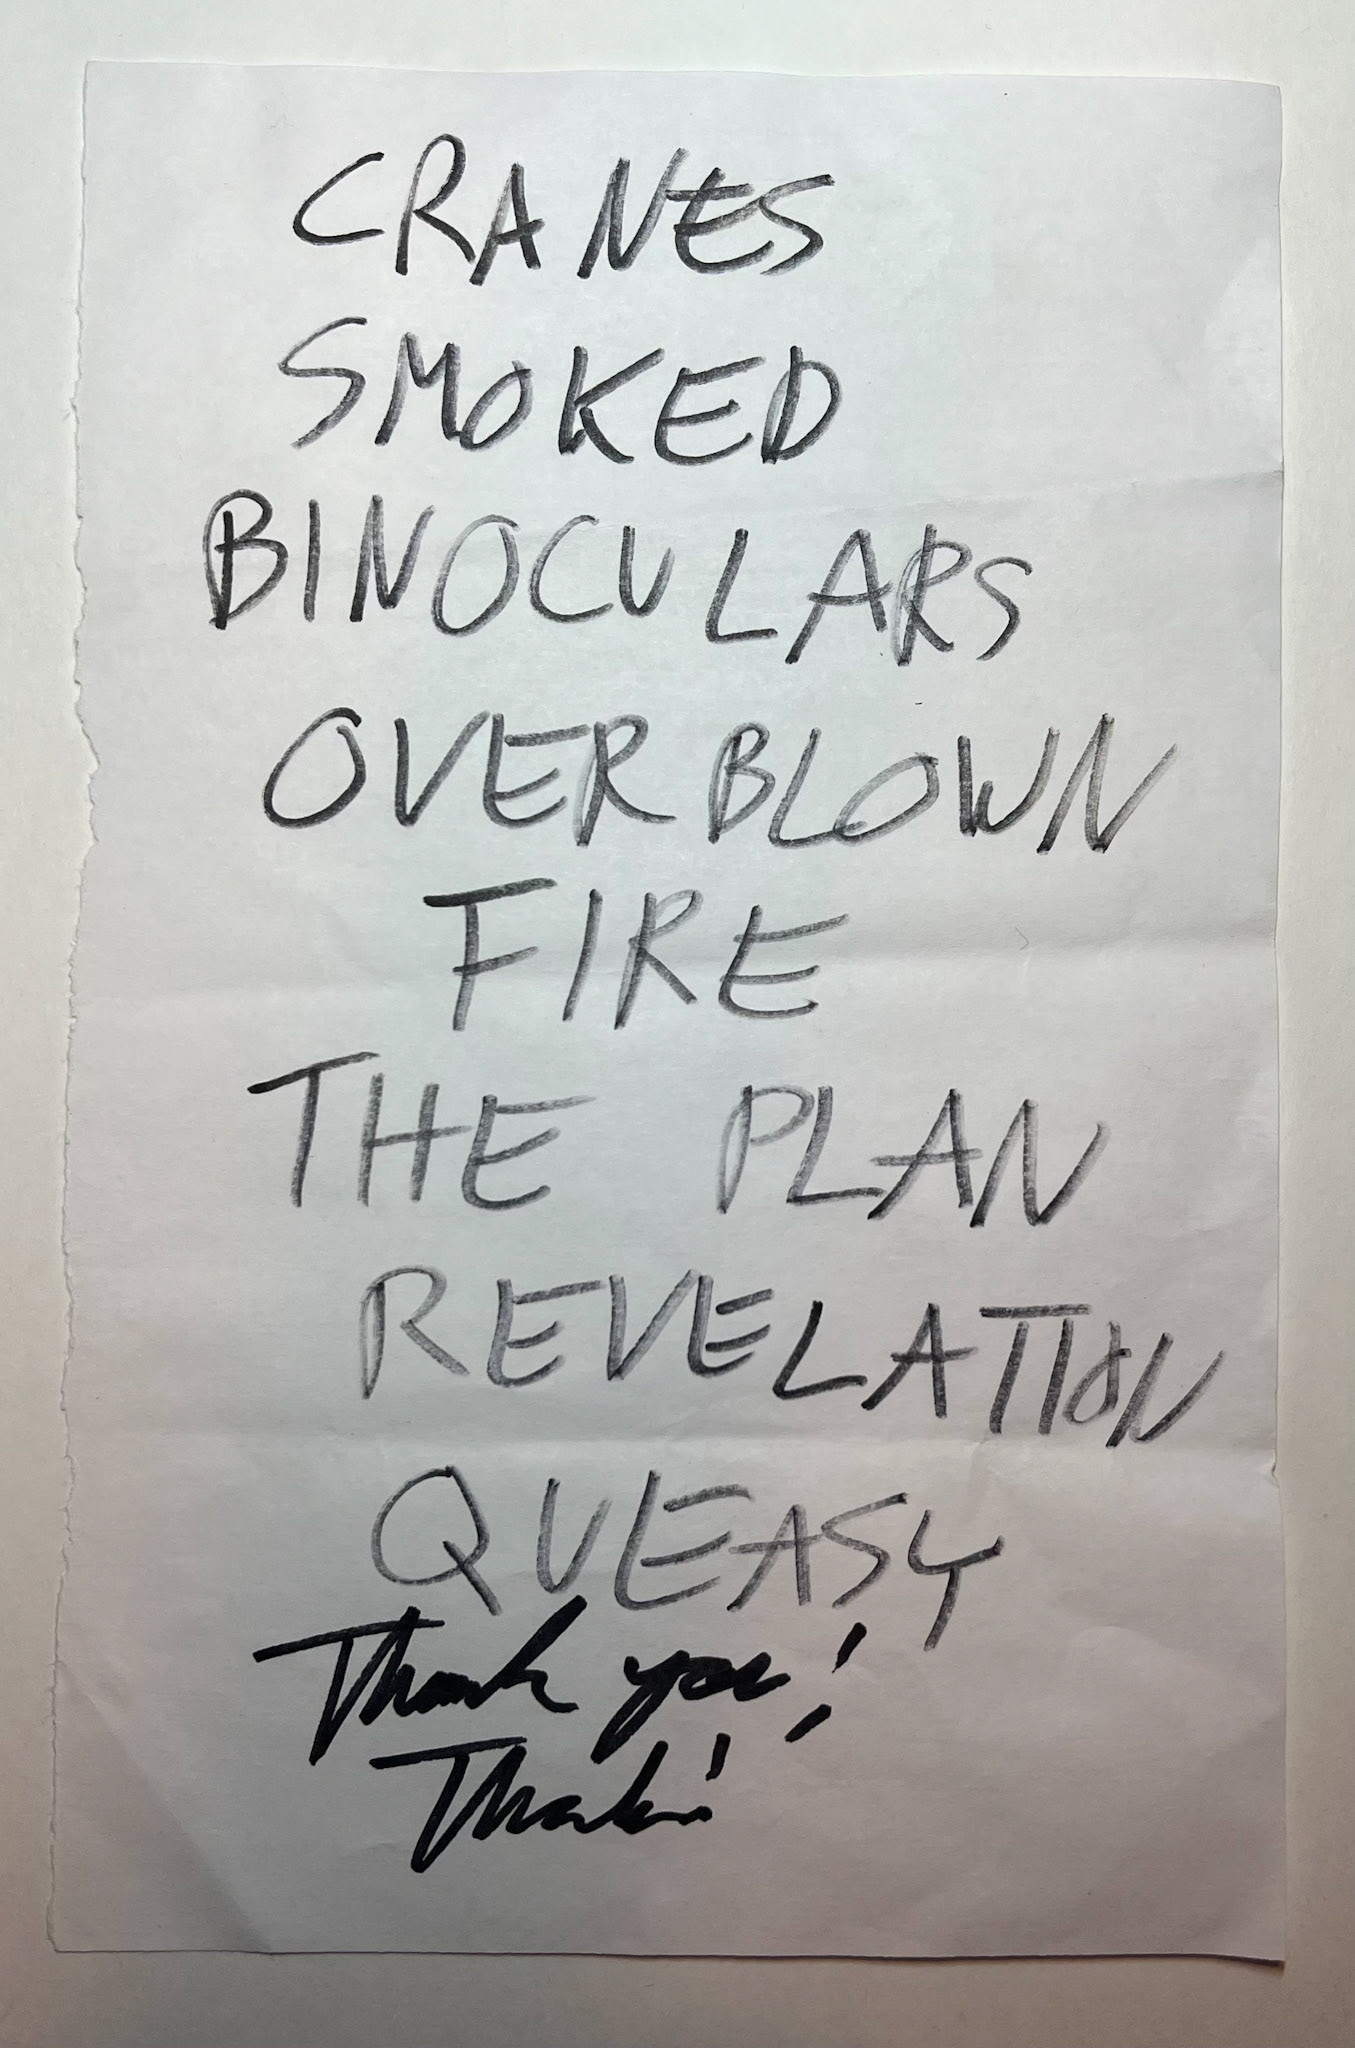 CRANES
SMOKED
BINOCULARS
OVERBLOWN
FIRE
THE PLAN
REVELATION
QUEASY
Thank you!